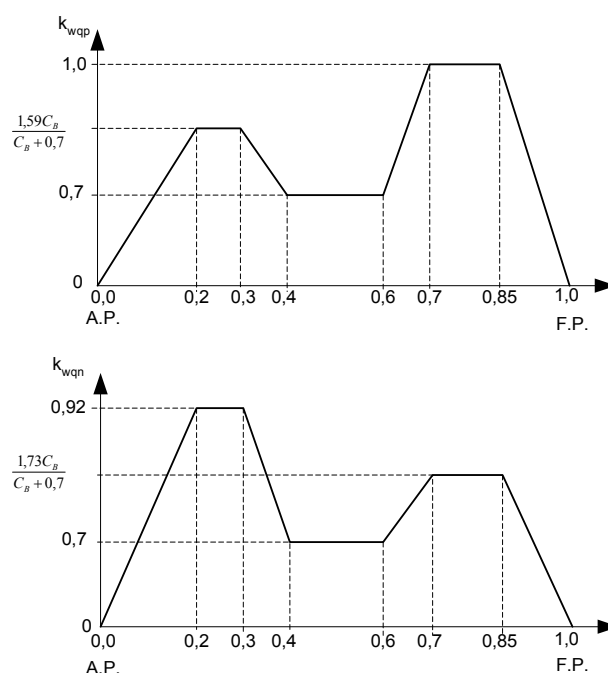 k_wqp
1,0
1,59C_B
C_B + 0,7
0,7
0
0,0 0,2 0,3 0,4 0,6 0,7 0,85 1,0
A.P. F.P.
k_wqn
0,92
1,73C_B
C_B + 0,7
0,7
0
0,0 0,2 0,3 0,4 0,6 0,7 0,85 1,0
A.P. F.P.